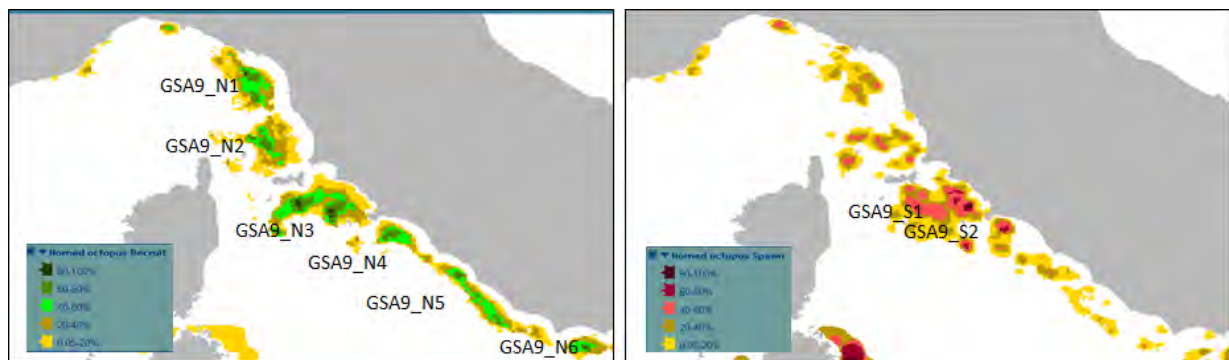 GSA9_N1
GSA9_N2
GSA9_N3
GSA9_N4
GSA9_N5
GSA9_N6
Horned octopus Recruit
80-100%
60-80%
40-60%
20-40%
0.05-20%
GSA9_S1
GSA9_S2
Horned octopus Spawn
80-100%
60-80%
40-60%
20-40%
0.05-20%